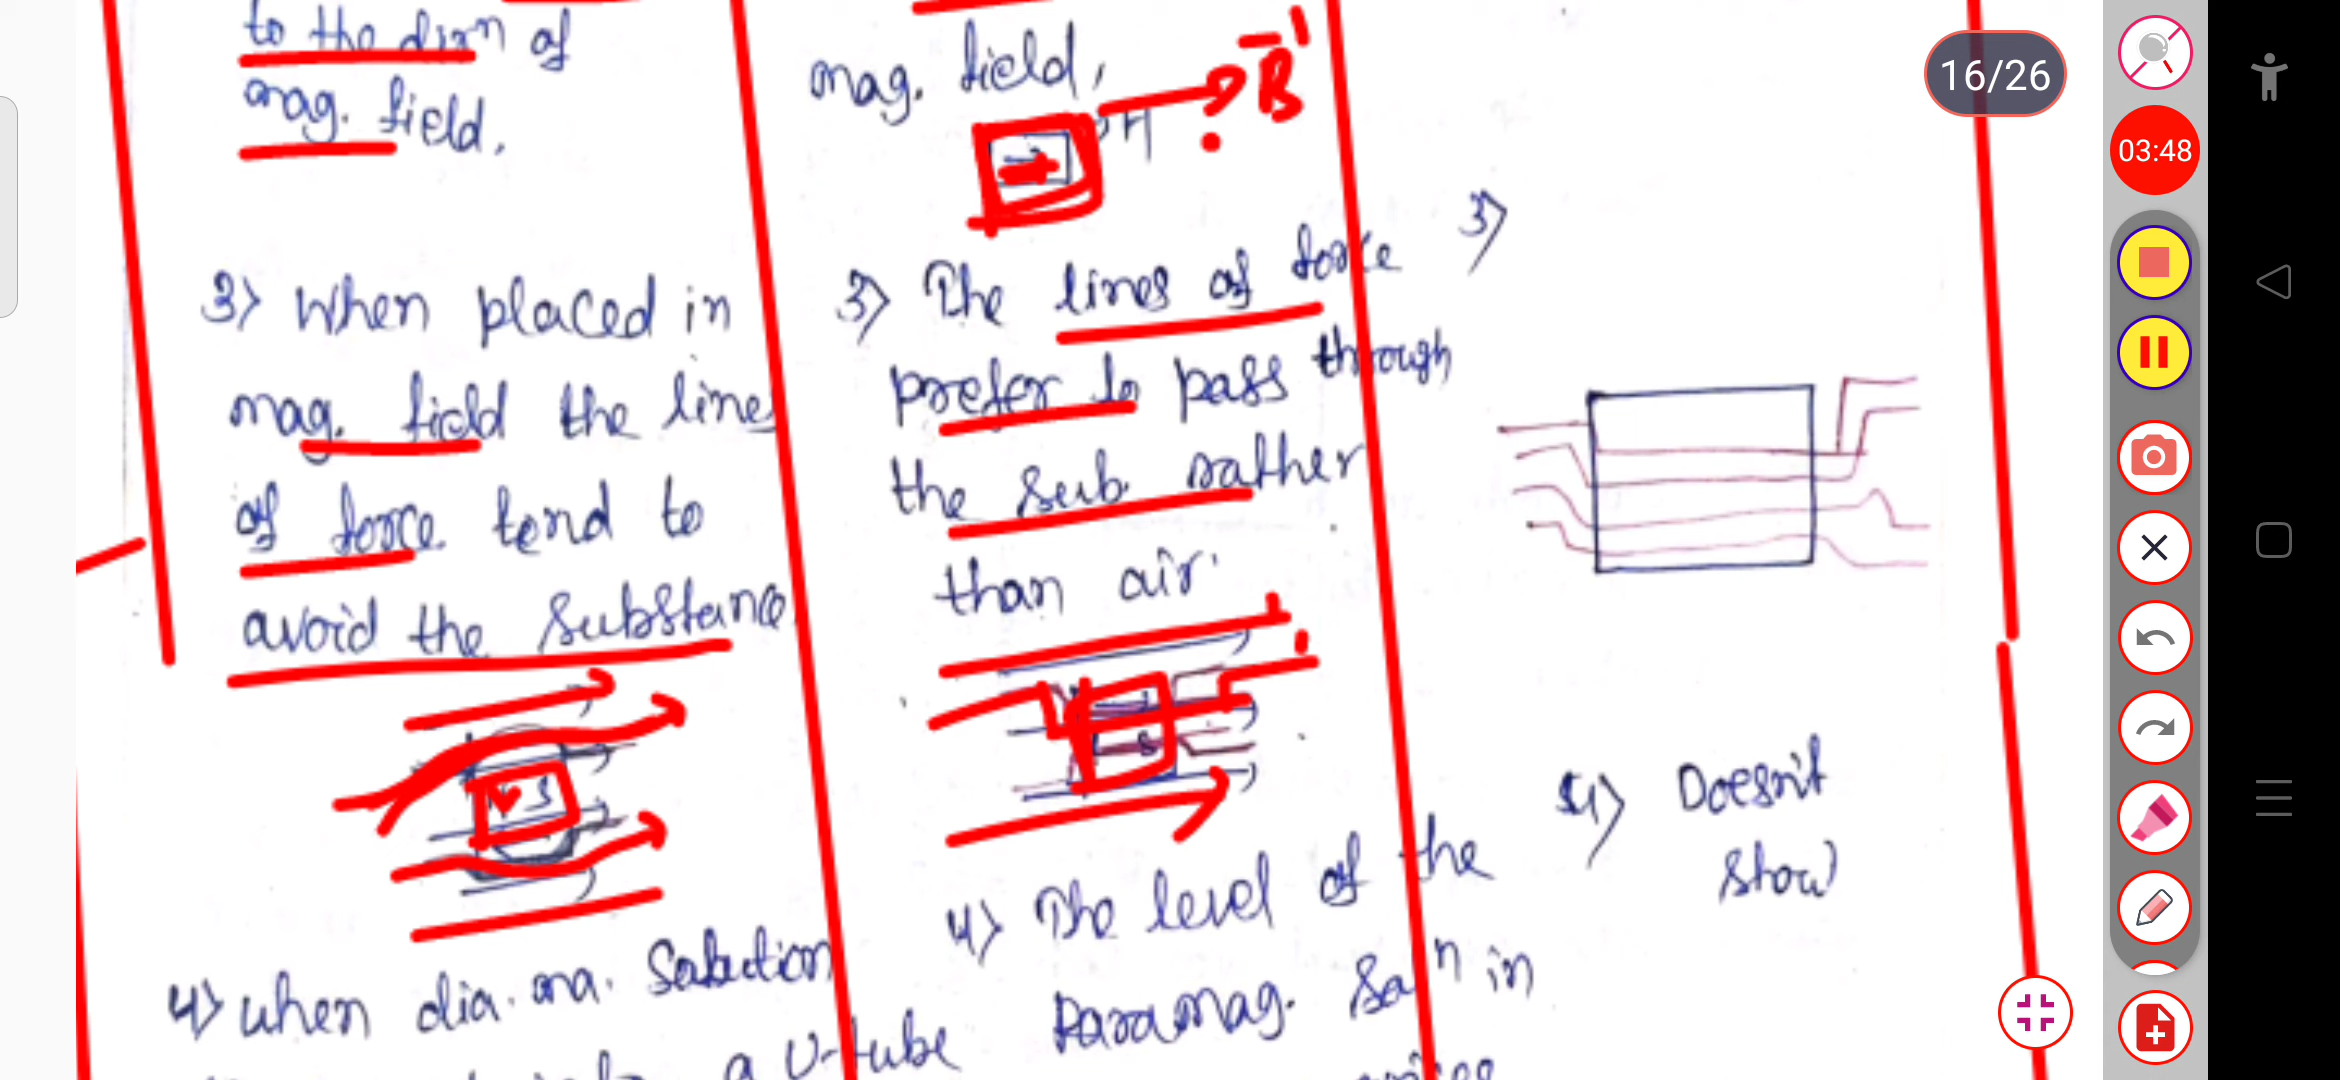 to the dirn of
mag. field.
3) When placed in
mag. field the lines
of force tend to
avoid the substance
S
4) when dia. ma. Solution
a U-tube
mag. field,
H
B'
3) The lines of force
prefer to pass through
the sub. rather
than air.
S
4) The level of the
Paramag. Soln in
3)
4) Doesn't
show
16/26
03:48